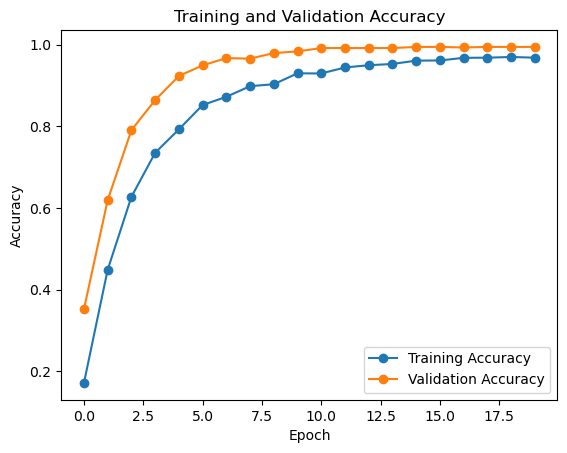 Training and Validation Accuracy
1.0
0.8
0.6
0.4
0.2
Accuracy
0.0
2.5
5.0
7.5
10.0
12.5
15.0
17.5
Epoch
Training Accuracy
Validation Accuracy